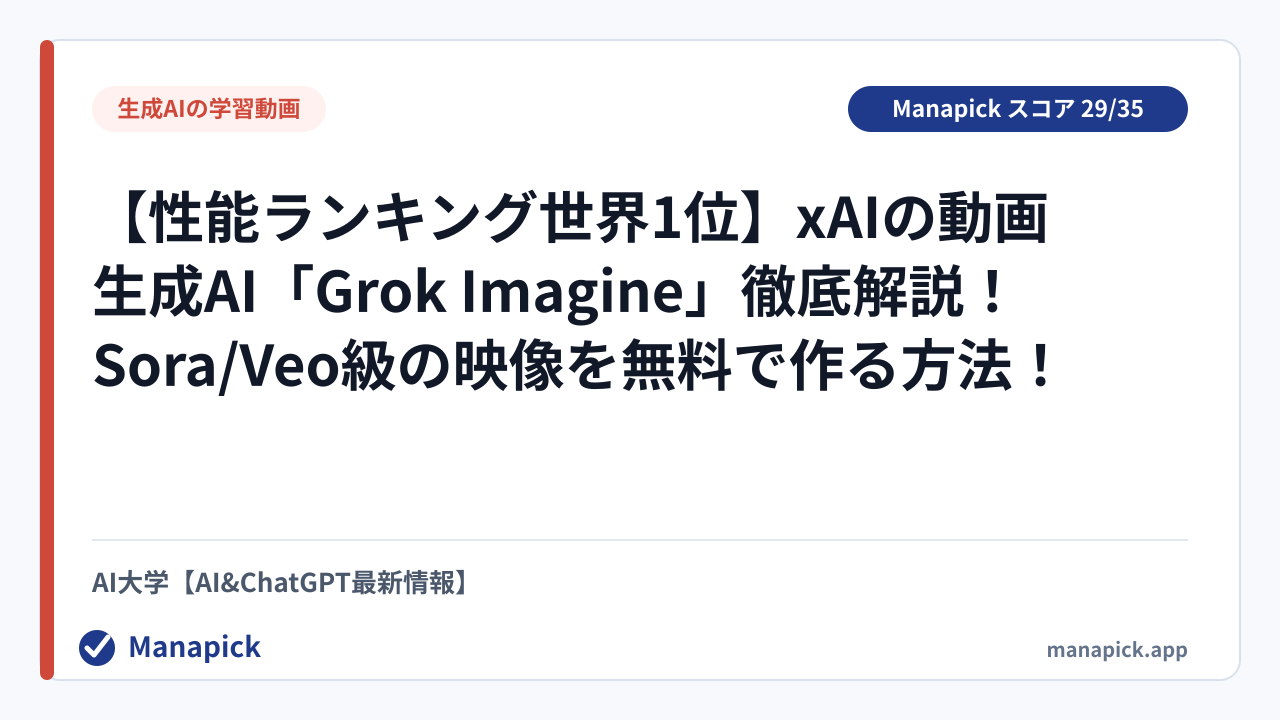 生成AIの学習動画
Manapick スコア 29/35
【性能ランキング世界1位】xAIの動画
生成AI「Grok Imagine」徹底解説！
Sora/Veo級の映像を無料で作る方法！
AI大学【AI&ChatGPT最新情報】
Manapick
manapick.app